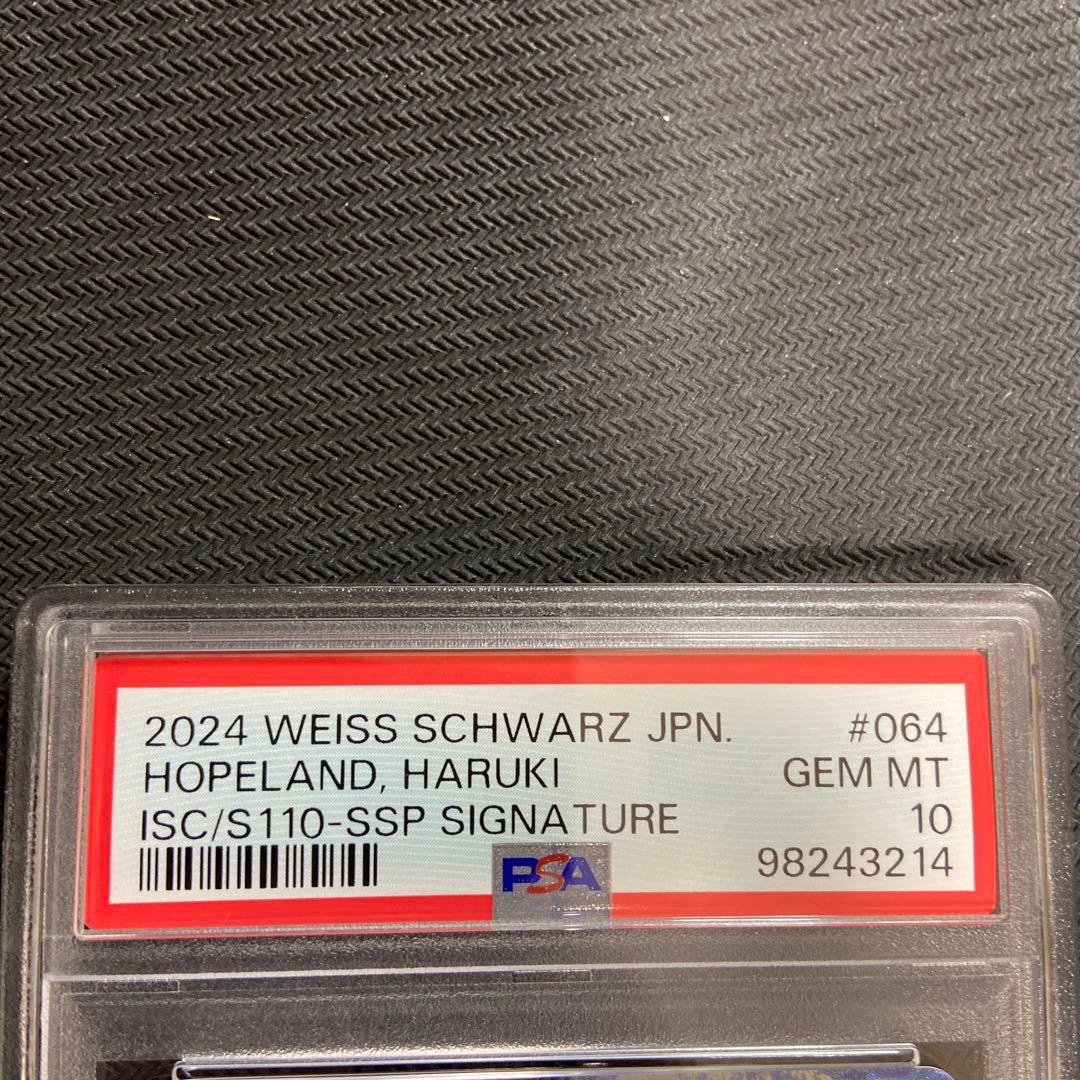 2024 WEISS SCHWARZ JPN. #064
HOPELAND, HARUKI GEM MT
ISC/S110-SSP SIGNATURE 10
PSA 98243214